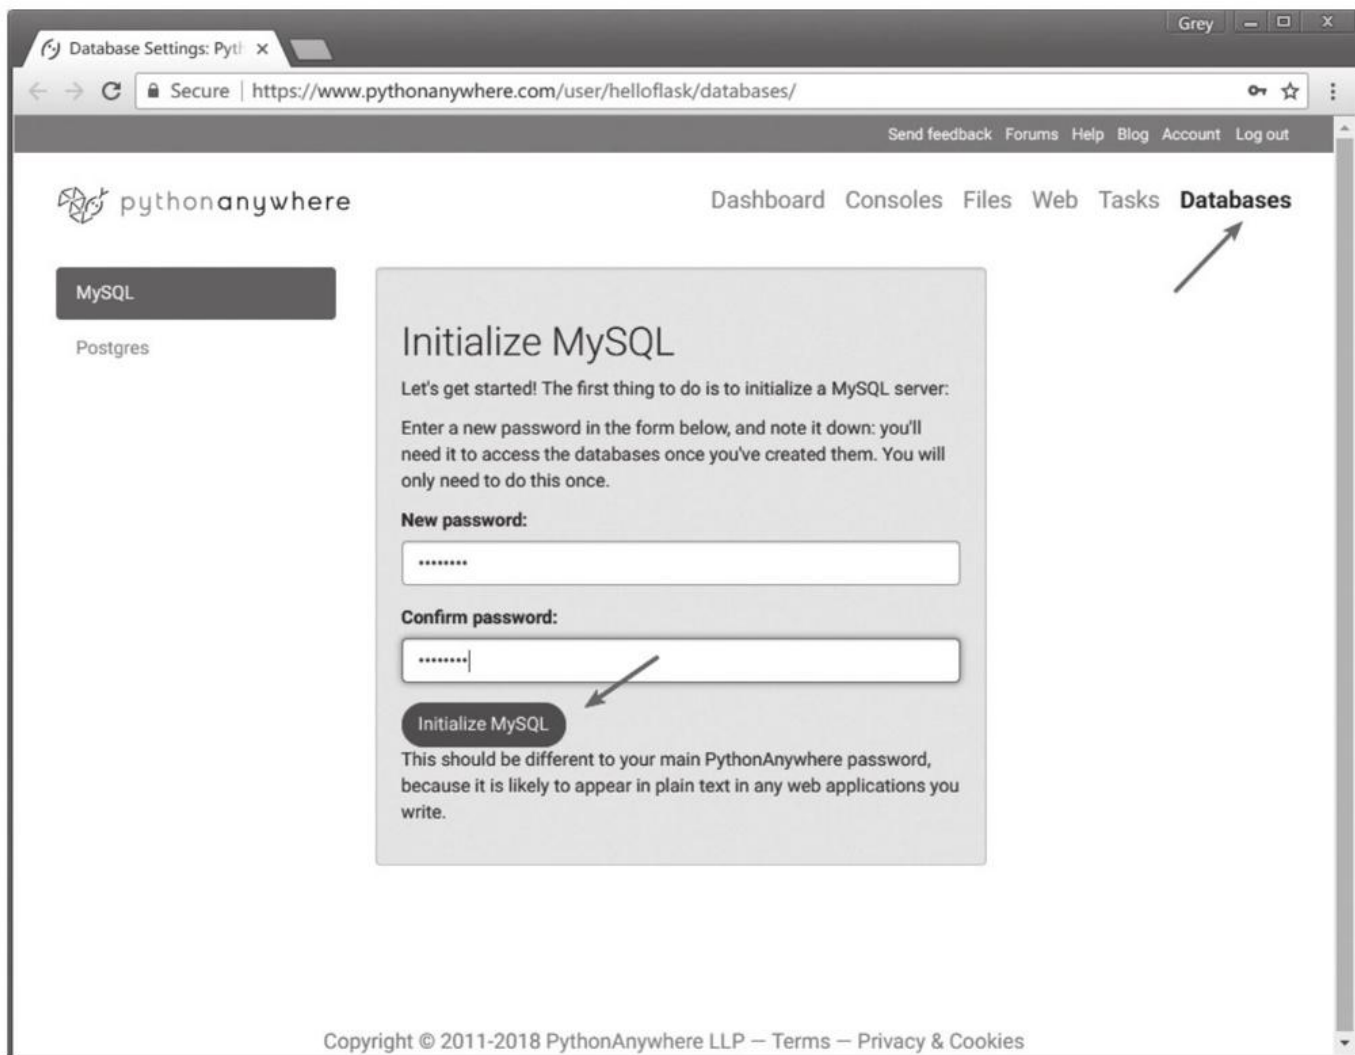 Grey
Database Settings: Pyth
Secure | https://www.pythonanywhere.com/user/helloflask/databases/
Send feedback Forums Help Blog Account Log out
pythonanywhere
Dashboard Consoles Files Web Tasks Databases
MySQL
Postgres
Initialize MySQL
Let's get started! The first thing to do is to initialize a MySQL server:
Enter a new password in the form below, and note it down: you'll
need it to access the databases once you've created them. You will
only need to do this once.
New password:
••••••••
Confirm password:
••••••••
Initialize MySQL
This should be different to your main PythonAnywhere password,
because it is likely to appear in plain text in any web applications you
write.
Copyright © 2011-2018 PythonAnywhere LLP — Terms — Privacy & Cookies